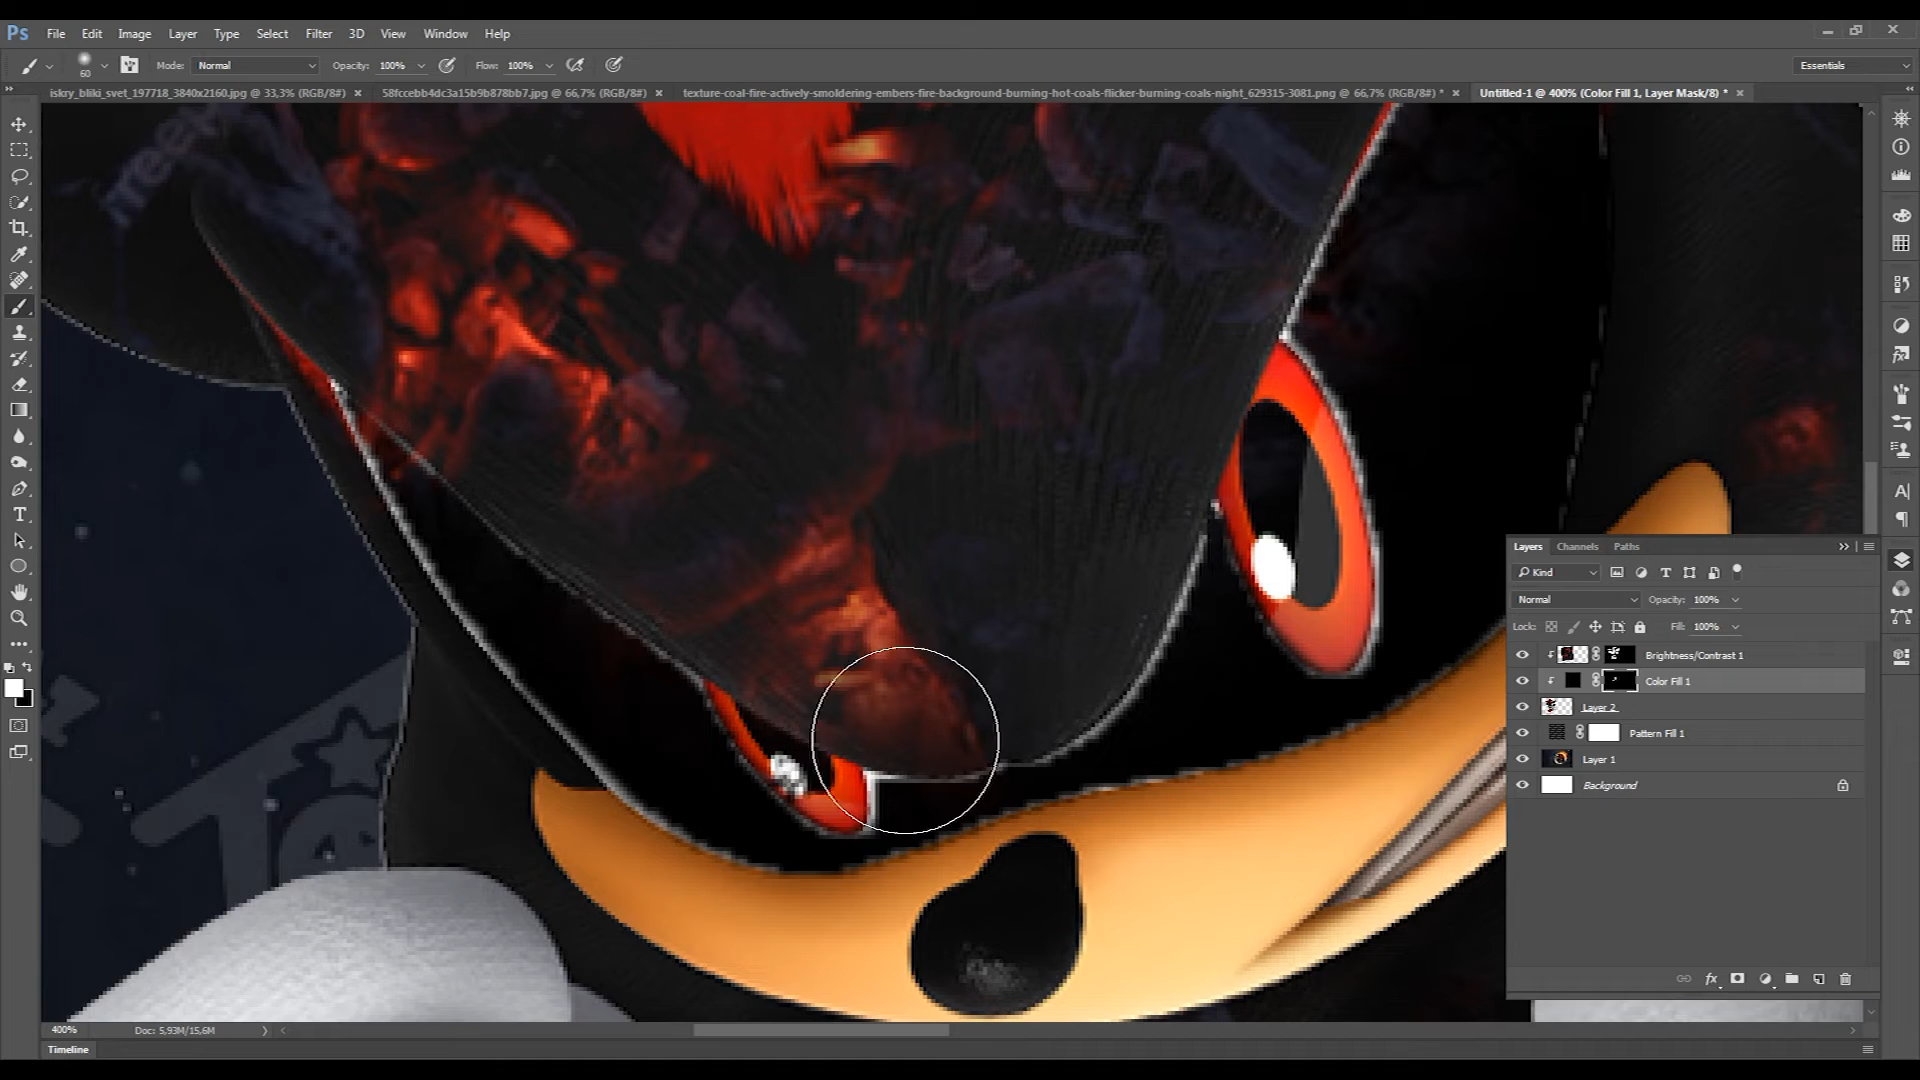 Ps File Edit Image Layer Type Select Filter 3D View Window Help
60 Mode: Normal Opacity: 100% Flow: 100% Essentials
iskry_bliki_svet_197718_3840x2160.jpg @ 33,3% (RGB/8#) × 58fccebb4dc3a15b9b878bb7.jpg @ 66,7% (RGB/8#) × texture-coal-fire-actively-smoldering-embers-fire-background-burning-hot-coals-flicker-burning-coals-night_629315-3081.png @ 66,7% (RGB/8#) * × Untitled-1 @ 400% (Color Fill 1, Layer Mask/8) * ×
Layers Channels Paths
Kind
Normal Opacity: 100%
Lock: Fill: 100%
Brightness/Contrast 1
Color Fill 1
Layer 2
Pattern Fill 1
Layer 1
Background
400% Doc: 5,93M/15,6M
Timeline